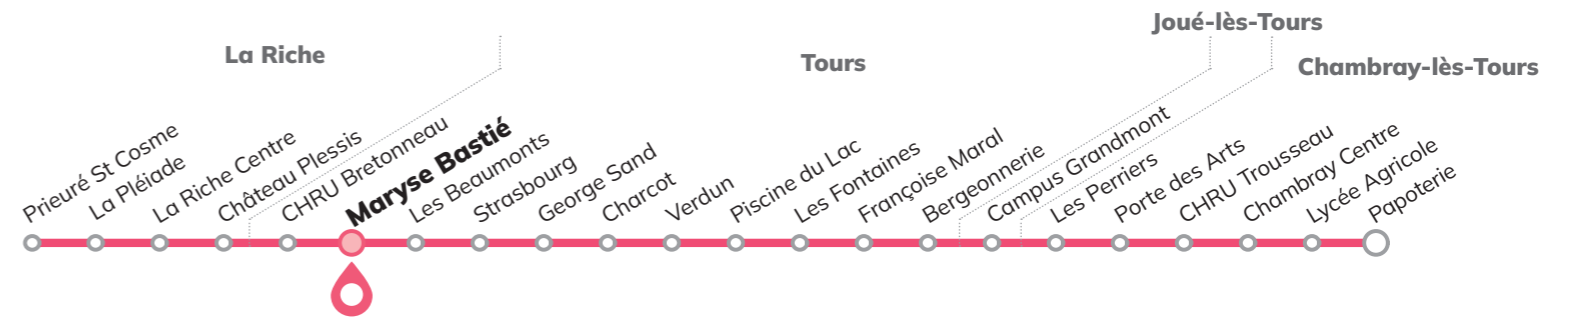 Joué-lès-Tours
La Riche
Tours
Chambray-lès-Tours
Prieuré St Cosme
La Pléiade
La Riche Centre
Château Plessis
CHRU Bretonneau
Maryse Bastié
Les Beaumonts
Strasbourg
George Sand
Charcot
Verdun
Piscine du Lac
Les Fontaines
Françoise Maral
Bergeonnerie
Campus Grandmont
Les Perriers
Porte des Arts
CHRU Trousseau
Chambray Centre
Lycée Agricole
Papoterie